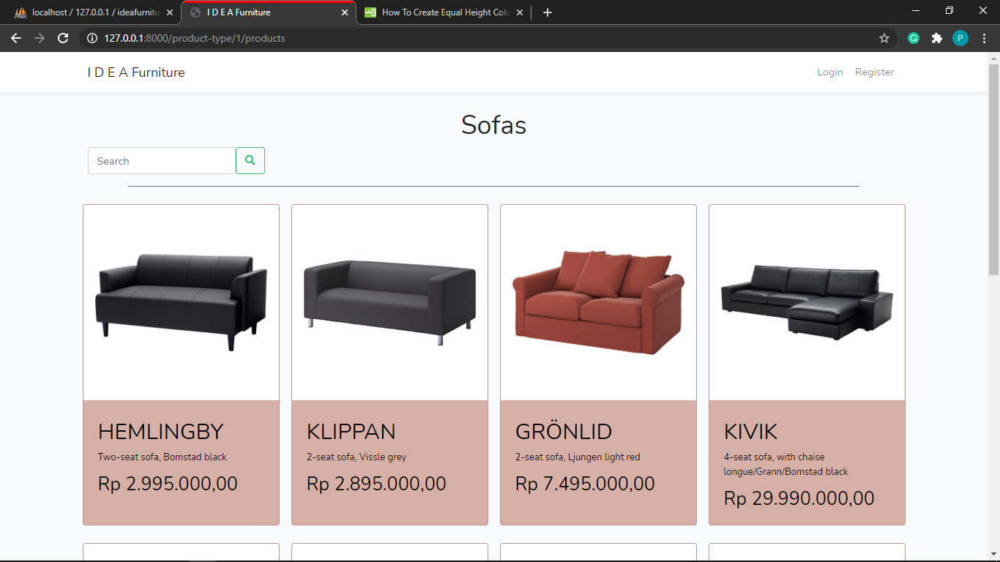 localhost / 127.0.0.1 / ideafurnitu
I D E A Furniture
How To Create Equal Height Colu
127.0.0.1:8000/product-type/1/products
G
P
I D E A Furniture
Login
Register
Sofas
Search
HEMLINGBY
Two-seat sofa, Bomstad black
Rp 2.995.000,00
KLIPPAN
2-seat sofa, Vissle grey
Rp 2.895.000,00
GRÖNLID
2-seat sofa, Ljungen light red
Rp 7.495.000,00
KIVIK
4-seat sofa, with chaise
longue/Grann/Bomstad black
Rp 29.990.000,00